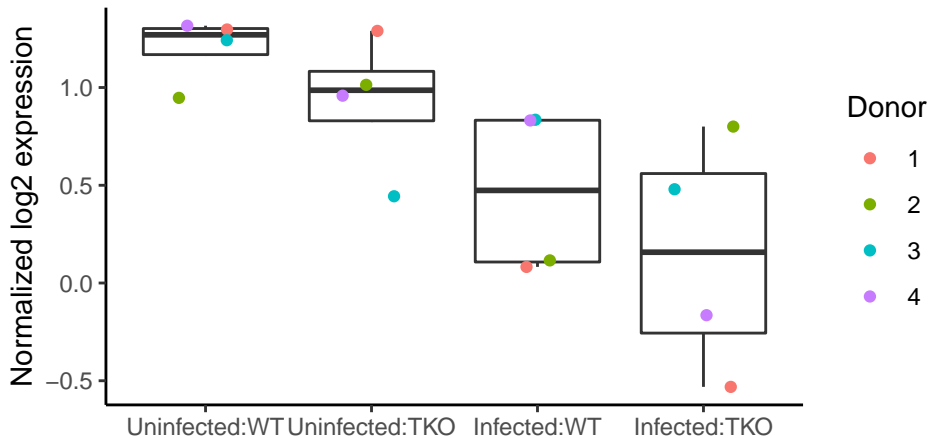 Normalized log2 expression
1.0
0.5
0.0
−0.5
Uninfected:WT Uninfected:TKO Infected:WT Infected:TKO
Donor
1
2
3
4